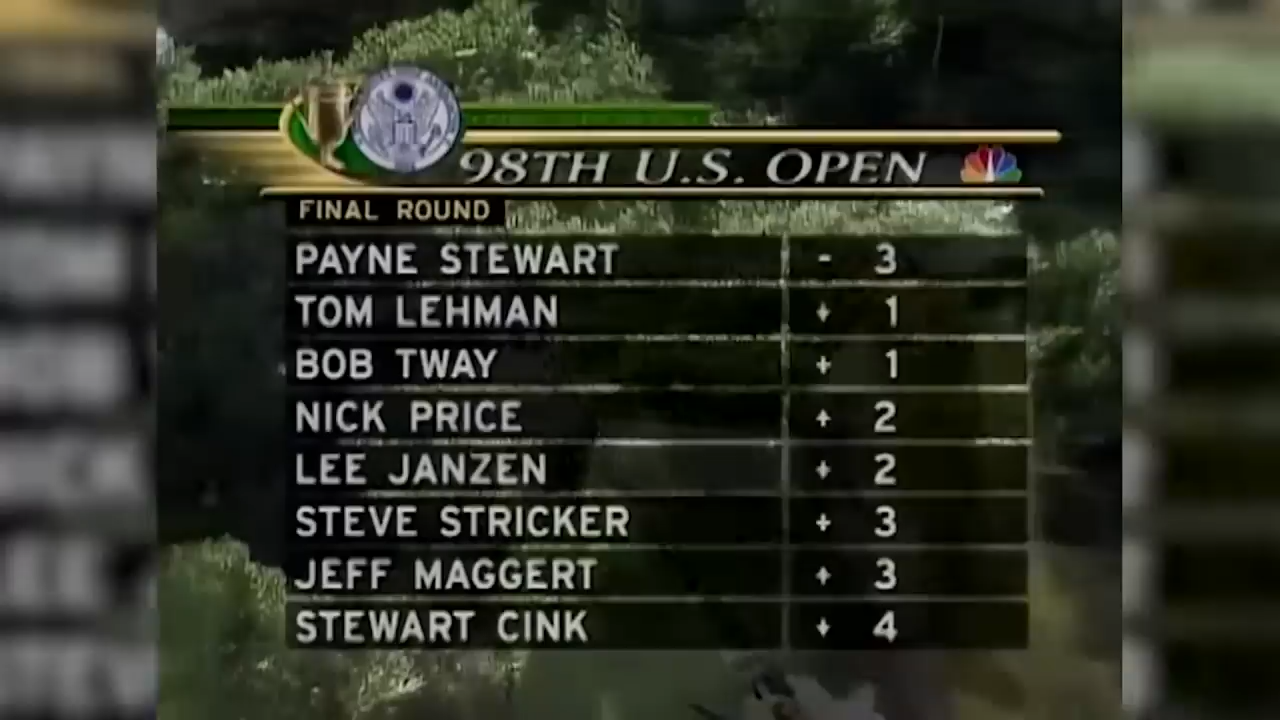 98TH U.S. OPEN
FINAL ROUND
PAYNE STEWART - 3
TOM LEHMAN + 1
BOB TWAY + 1
NICK PRICE + 2
LEE JANZEN + 2
STEVE STRICKER + 3
JEFF MAGGERT + 3
STEWART CINK + 4